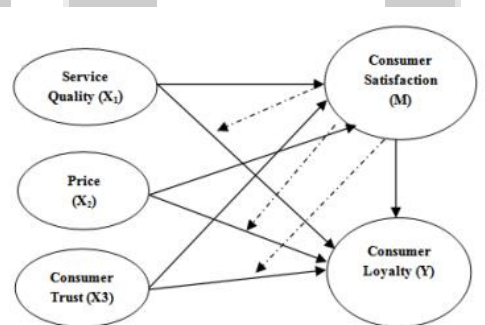 Service
Quality (X₁)
Price
(X₂)
Consumer
Trust (X3)
Consumer
Satisfaction
(M)
Consumer
Loyalty (Y)